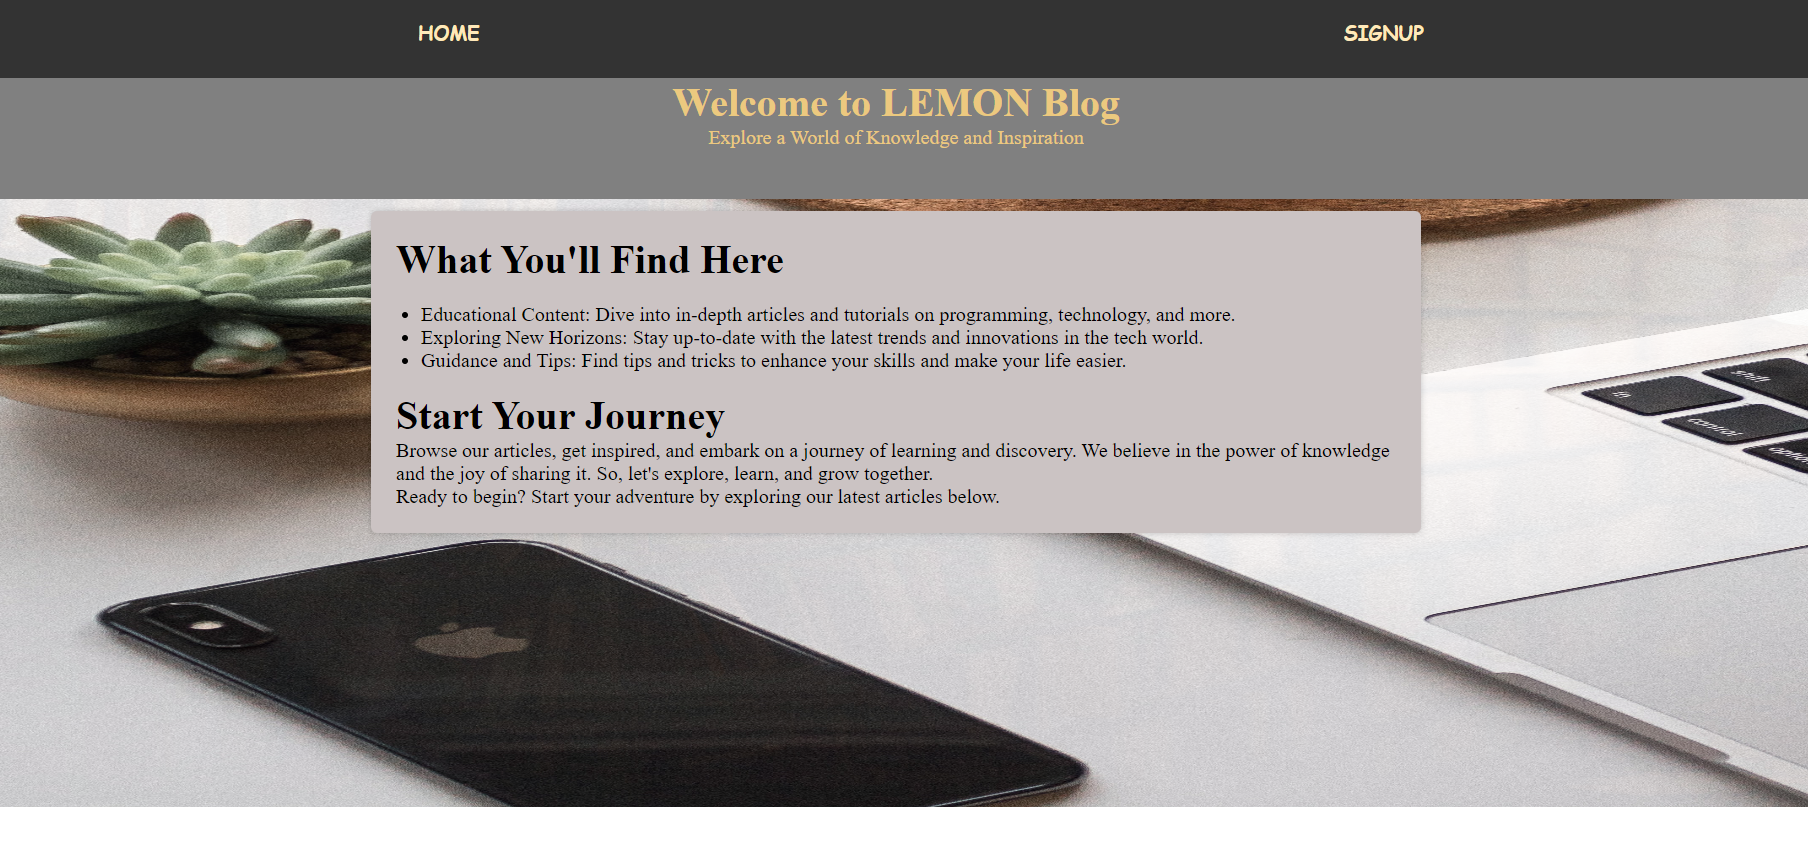 HOME
SIGNUP
Welcome to LEMON Blog
Explore a World of Knowledge and Inspiration
What You'll Find Here
Educational Content: Dive into in-depth articles and tutorials on programming, technology, and more.
Exploring New Horizons: Stay up-to-date with the latest trends and innovations in the tech world.
Guidance and Tips: Find tips and tricks to enhance your skills and make your life easier.
Start Your Journey
Browse our articles, get inspired, and embark on a journey of learning and discovery. We believe in the power of knowledge
and the joy of sharing it. So, let's explore, learn, and grow together.
Ready to begin? Start your adventure by exploring our latest articles below.
shift
fn
control